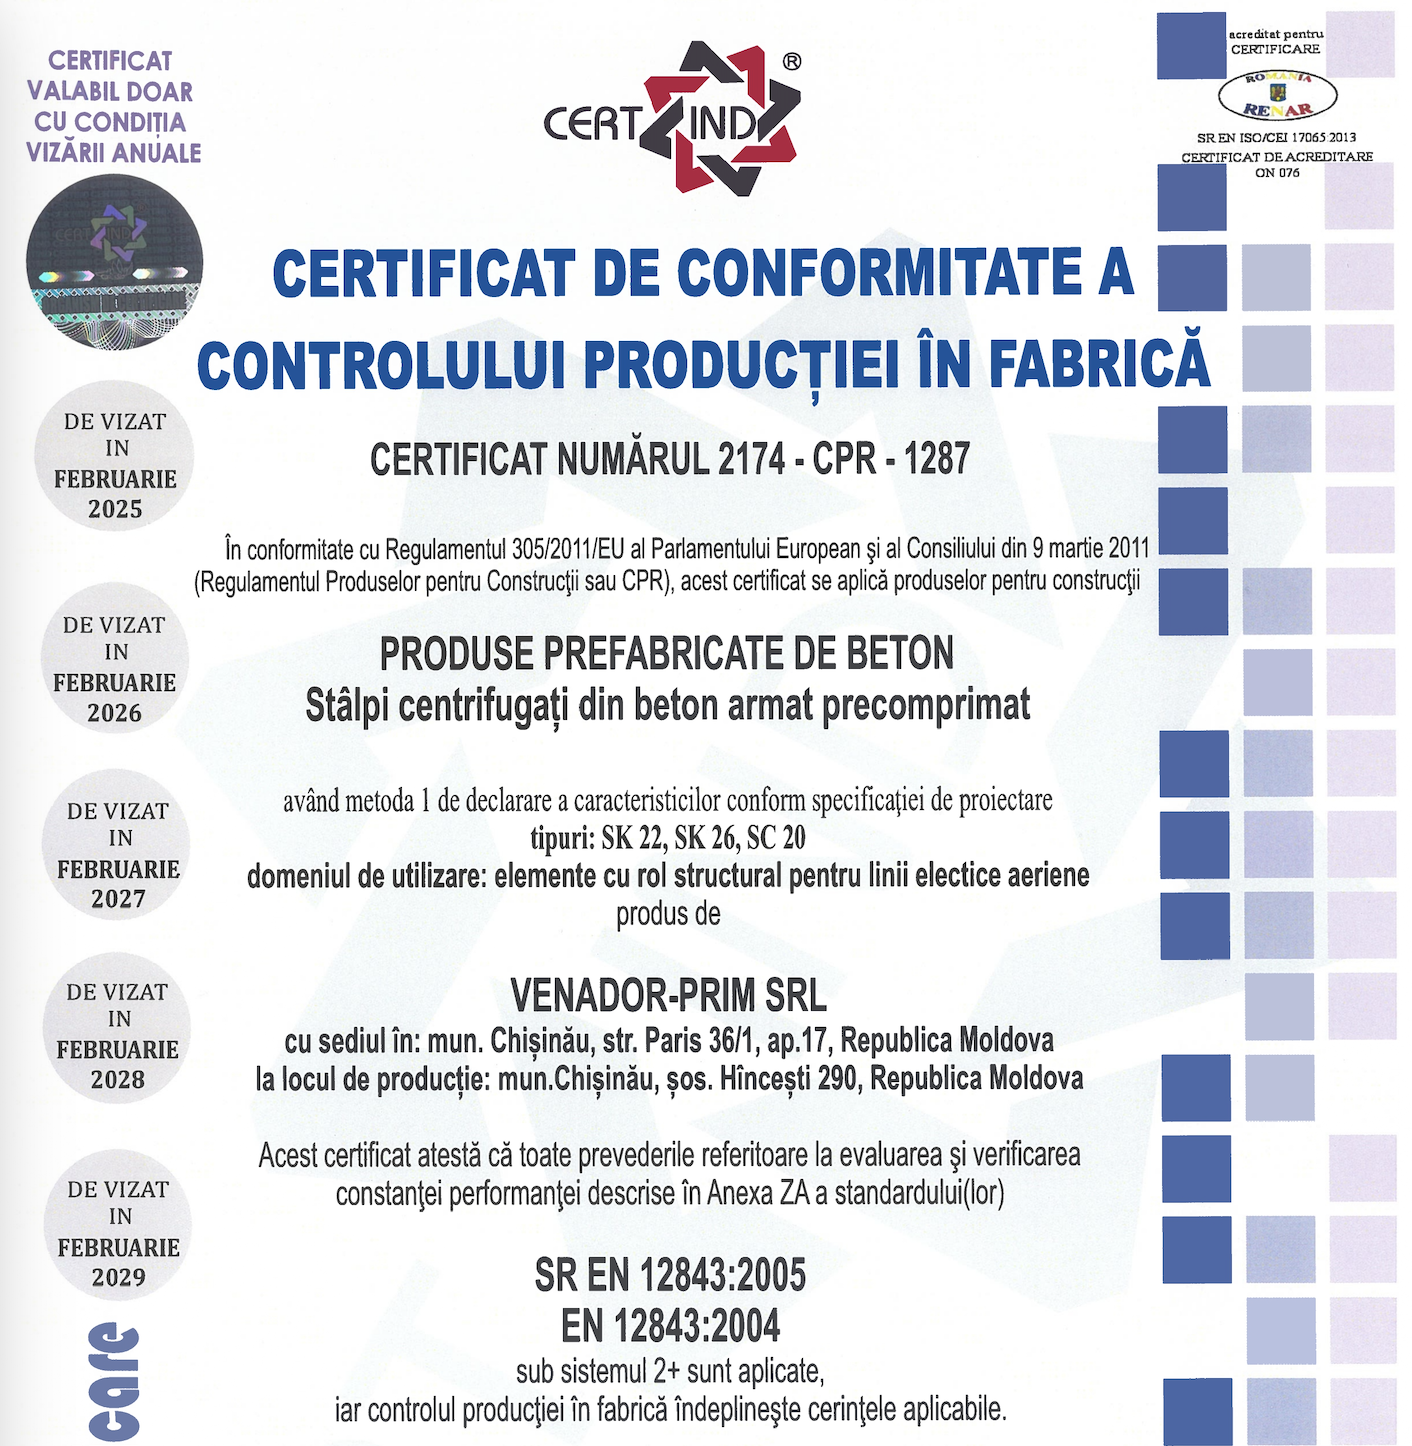 CERTIFICAT
VALABIL DOAR
CU CONDIȚIA
VIZĂRII ANUALE
CERT IND ®
acreditat pentru
CERTIFICARE
ROMANIA
RENAR
SR EN ISO/CEI 17065:2013
CERTIFICAT DE ACREDITARE
ON 076
CERTIFICAT DE CONFORMITATE A
CONTROLULUI PRODUCȚIEI ÎN FABRICĂ
CERTIFICAT NUMĂRUL 2174 - CPR - 1287
În conformitate cu Regulamentul 305/2011/EU al Parlamentului European şi al Consiliului din 9 martie 2011
(Regulamentul Produselor pentru Construcţii sau CPR), acest certificat se aplică produselor pentru construcţii
PRODUSE PREFABRICATE DE BETON
Stâlpi centrifugați din beton armat precomprimat
având metoda 1 de declarare a caracteristicilor conform specificaţiei de proiectare
tipuri: SK 22, SK 26, SC 20
domeniul de utilizare: elemente cu rol structural pentru linii electice aeriene
produs de
VENADOR-PRIM SRL
cu sediul în: mun. Chișinău, str. Paris 36/1, ap.17, Republica Moldova
la locul de producție: mun.Chișinău, șos. Hîncești 290, Republica Moldova
Acest certificat atestă că toate prevederile referitoare la evaluarea şi verificarea
constanţei performanţei descrise în Anexa ZA a standardului(lor)
SR EN 12843:2005
EN 12843:2004
sub sistemul 2+ sunt aplicate,
iar controlul producţiei în fabrică îndeplineşte cerinţele aplicabile.
DE VIZAT
IN
FEBRUARIE
2025
DE VIZAT
IN
FEBRUARIE
2026
DE VIZAT
IN
FEBRUARIE
2027
DE VIZAT
IN
FEBRUARIE
2028
DE VIZAT
IN
FEBRUARIE
2029
care